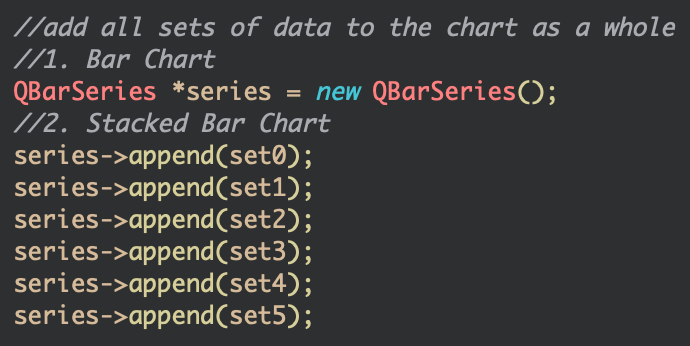 //add all sets of data to the chart as a whole
//1. Bar Chart
QBarSeries *series = new QBarSeries();
//2. Stacked Bar Chart
series->append(set0);
series->append(set1);
series->append(set2);
series->append(set3);
series->append(set4);
series->append(set5);